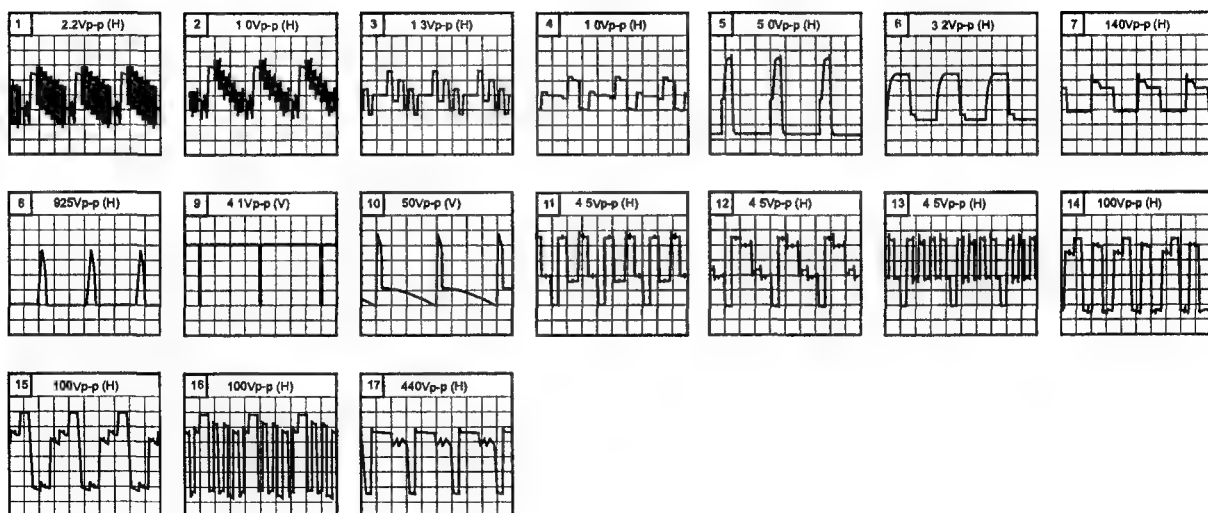 1 2.2Vp-p (H)
2 1 0Vp-p (H)
3 1 3Vp-p (H)
4 1 0Vp-p (H)
5 5 0Vp-p (H)
6 3 2Vp-p (H)
7 140Vp-p (H)
8 925Vp-p (H)
9 4 1Vp-p (V)
10 50Vp-p (V)
11 4 5Vp-p (H)
12 4 5Vp-p (H)
13 4 5Vp-p (H)
14 100Vp-p (H)
15 100Vp-p (H)
16 100Vp-p (H)
17 440Vp-p (H)